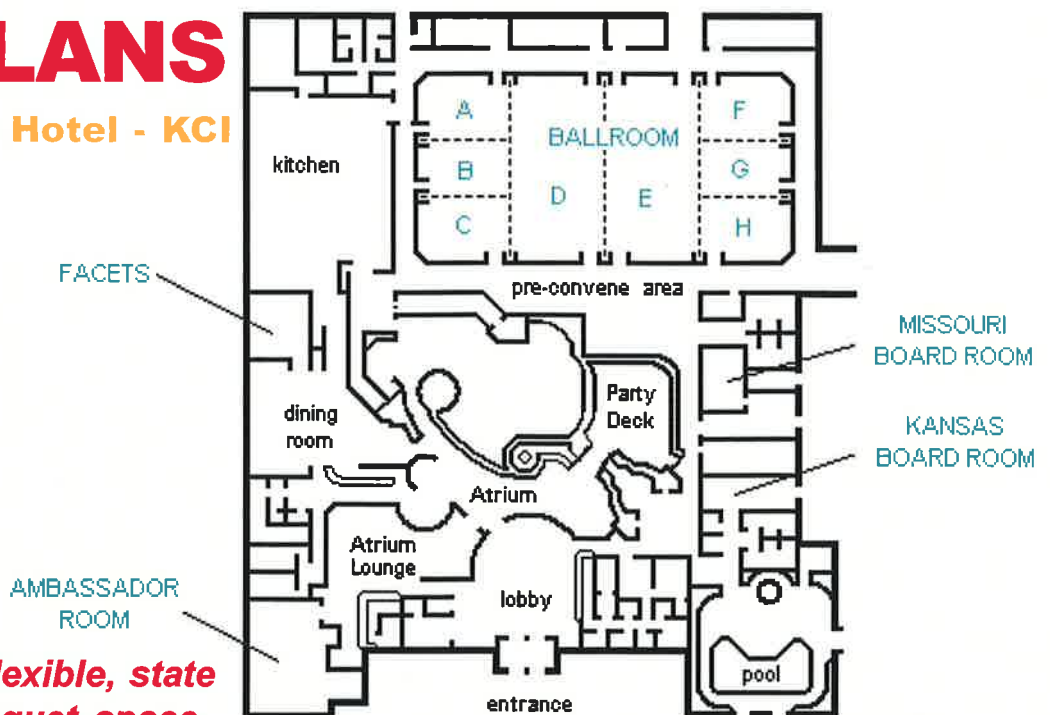 LANS
Hotel - KCI
kitchen
A
B
C
BALLROOM
D
E
F
G
H
FACETS
pre-convene area
MISSOURI
BOARD ROOM
Party
Deck
dining
room
KANSAS
BOARD ROOM
Atrium
Atrium
Lounge
AMBASSADOR
ROOM
lobby
pool
entrance
lexible, state